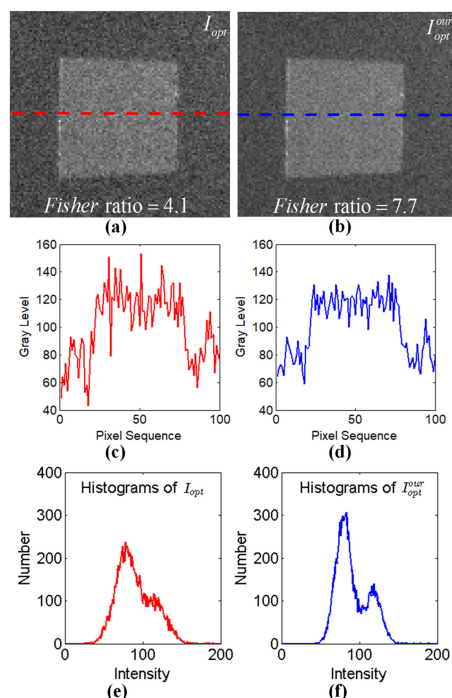 I_opt I_opt^our
Fisher ratio = 4.1 Fisher ratio = 7.7
(a) (b)
160 160
140 140
120 120
100 100
80 80
60 60
40 40
0 50 100 0 50 100
Gray Level Gray Level
Pixel Sequence Pixel Sequence
(c) (d)
Histograms of I_opt Histograms of I_opt^our
400 400
300 300
200 200
100 100
0 0
0 100 200 0 100 200
Number Number
Intensity Intensity
(e) (f)